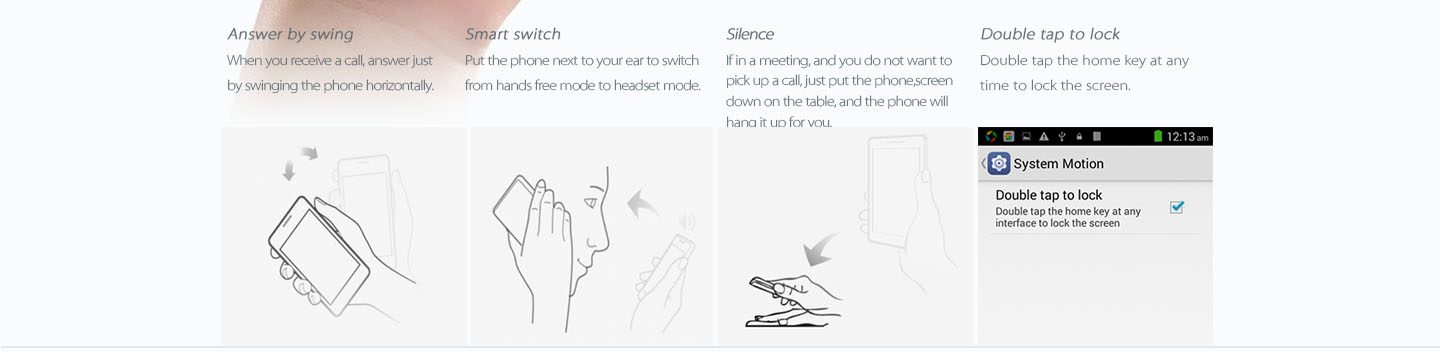 Answer by swing
When you receive a call, answer just
by swinging the phone horizontally.
Smart switch
Put the phone next to your ear to switch
from hands free mode to headset mode.
Silence
If in a meeting, and you do not want to
pick up a call, just put the phone,screen
down on the table, and the phone will
hang it up for you.
Double tap to lock
Double tap the home key at any
time to lock the screen.
12:13 am
System Motion
Double tap to lock
Double tap the home key at any
interface to lock the screen